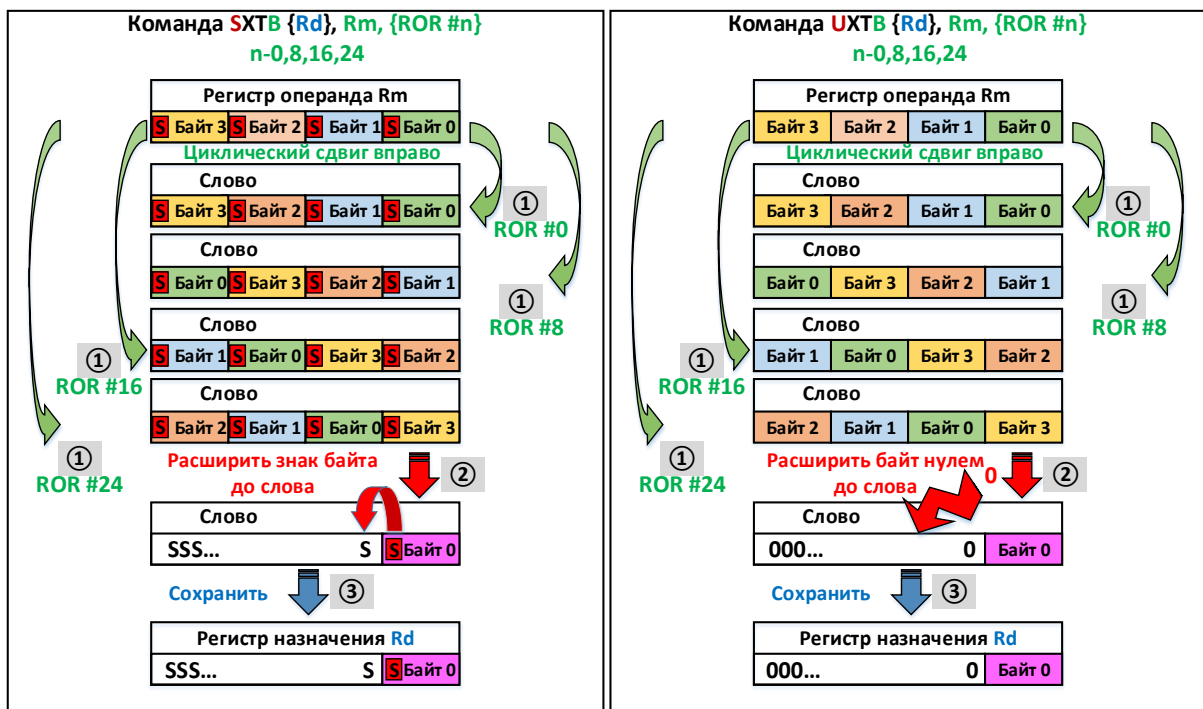 Команда SXTB {Rd}, Rm, {ROR #n}
n-0,8,16,24
Регистр операнда Rm
S Байт 3 S Байт 2 S Байт 1 S Байт 0
Циклический сдвиг вправо
Слово
S Байт 3 S Байт 2 S Байт 1 S Байт 0
①
ROR #0
Слово
S Байт 0 S Байт 3 S Байт 2 S Байт 1
①
ROR #8
Слово
S Байт 1 S Байт 0 S Байт 3 S Байт 2
①
ROR #16
Слово
S Байт 2 S Байт 1 S Байт 0 S Байт 3
①
ROR #24
Расширить знак байта
до слова
②
Слово
SSS... S S Байт 0
Сохранить ③
Регистр назначения Rd
SSS... S S Байт 0
Команда UXTB {Rd}, Rm, {ROR #n}
n-0,8,16,24
Регистр операнда Rm
Байт 3 Байт 2 Байт 1 Байт 0
Циклический сдвиг вправо
Слово
Байт 3 Байт 2 Байт 1 Байт 0
①
ROR #0
Слово
Байт 0 Байт 3 Байт 2 Байт 1
①
ROR #8
Слово
Байт 1 Байт 0 Байт 3 Байт 2
①
ROR #16
Слово
Байт 2 Байт 1 Байт 0 Байт 3
①
ROR #24
Расширить байт нулем
до слова
0
②
Слово
000... 0 Байт 0
Сохранить ③
Регистр назначения Rd
000... 0 Байт 0